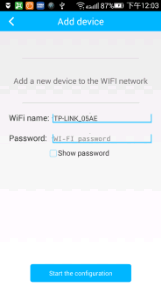 87% 下午12:03
Add device
Add a new device to the WIFI network
WiFi name: TP-LINK_05AE
Password: WI-FI password
Show password
Start the configuration